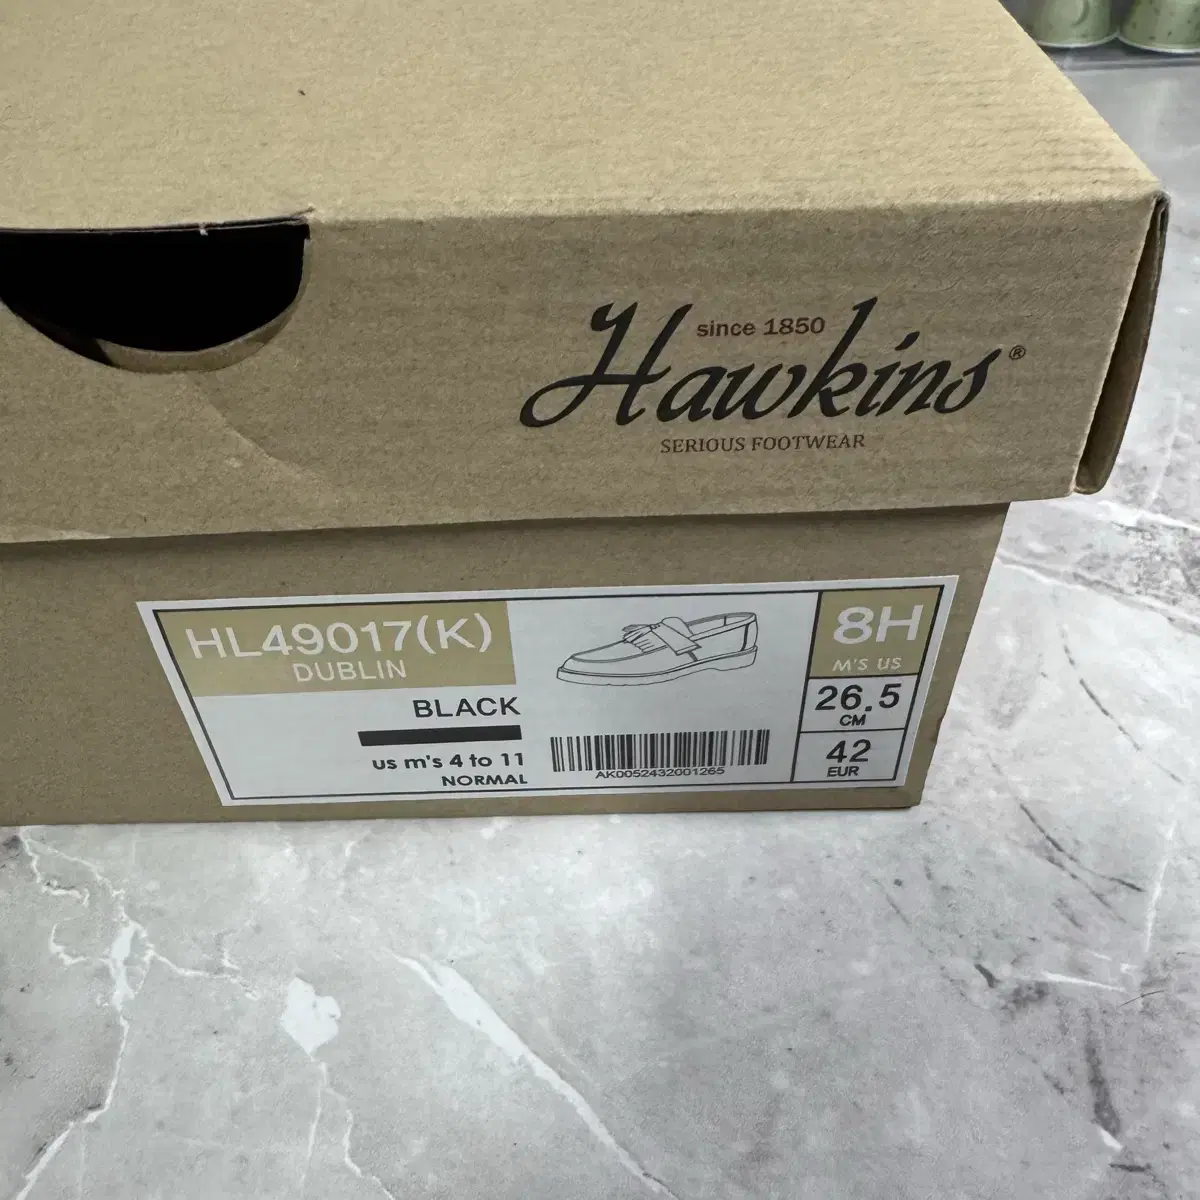 since 1850
Hawkins®
SERIOUS FOOTWEAR
HL49017(K)
DUBLIN
BLACK
us m's 4 to 11
NORMAL
AK0052432001265
8H
M'S US
26.5
CM
42
EUR